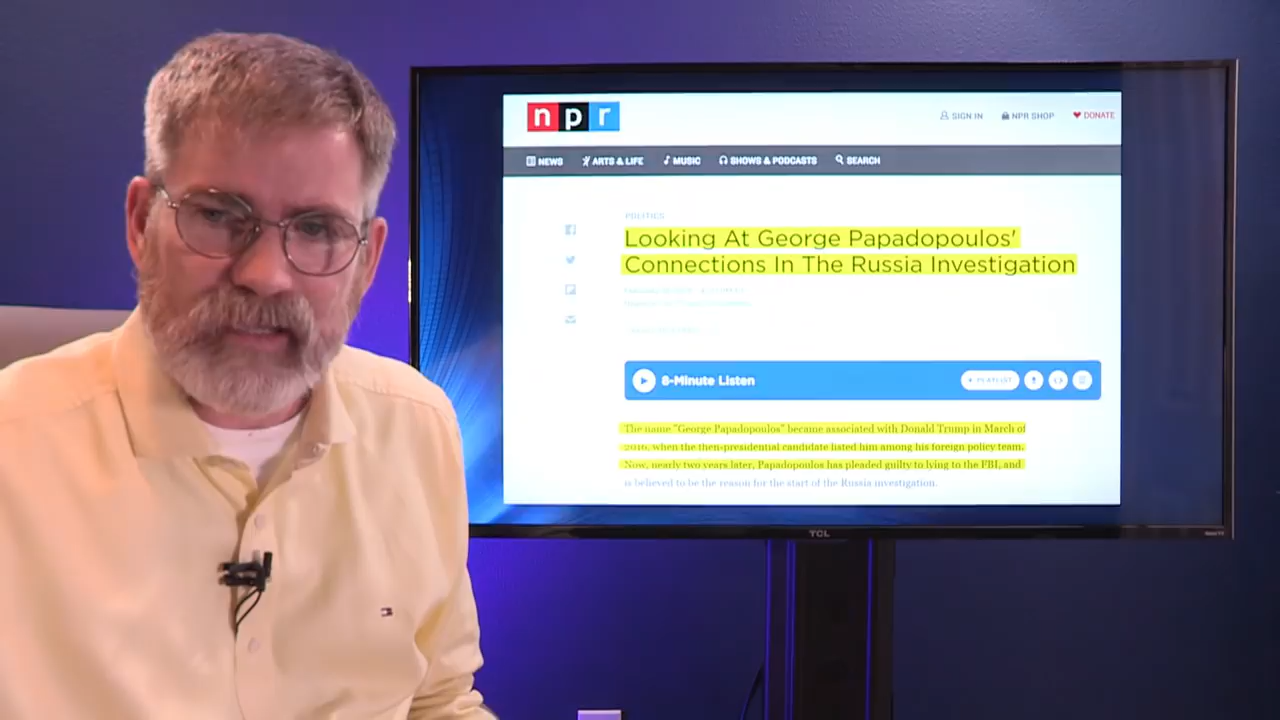 npr
SIGN IN NPR SHOP DONATE
NEWS ARTS & LIFE MUSIC SHOWS & PODCASTS SEARCH
POLITICS
Looking At George Papadopoulos'
Connections In The Russia Investigation
8-Minute Listen
PLAYLIST
The name "George Papadopoulos" became associated with Donald Trump in March of
2016, when the then-presidential candidate listed him among his foreign policy team.
Now, nearly two years later, Papadopoulos has pleaded guilty to lying to the FBI, and
is believed to be the reason for the start of the Russia investigation.
TCL